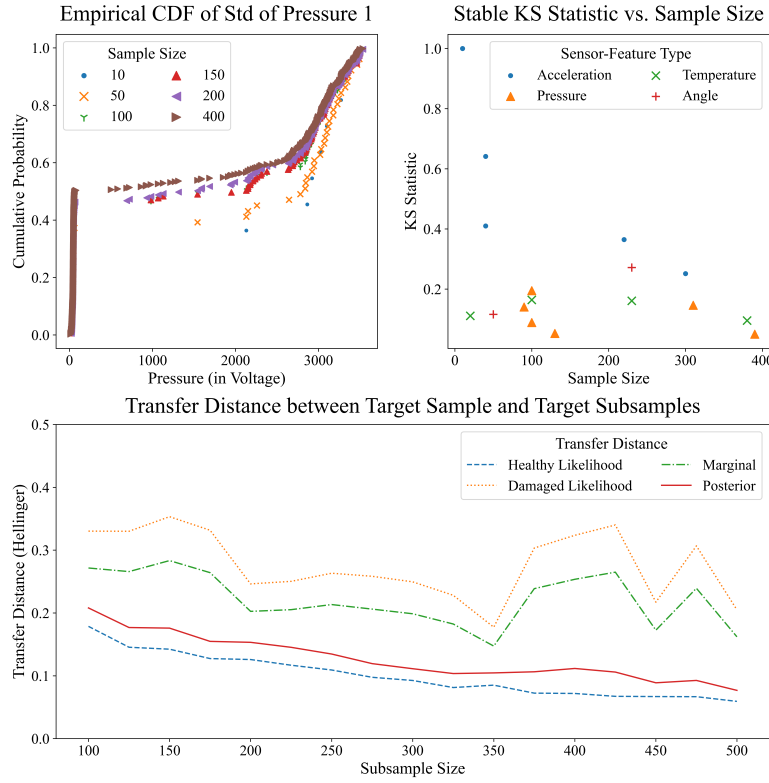 Empirical CDF of Std of Pressure 1
Sample Size
10
50
100
150
200
400
1.0
0.8
0.6
0.4
0.2
0.0
Cumulative Probability
0
1000
2000
3000
Pressure (in Voltage)
Stable KS Statistic vs. Sample Size
Sensor-Feature Type
Acceleration
Pressure
Temperature
Angle
1.0
0.8
0.6
0.4
0.2
KS Statistic
0
100
200
300
400
Sample Size
Transfer Distance between Target Sample and Target Subsamples
Transfer Distance
Healthy Likelihood
Damaged Likelihood
Marginal
Posterior
0.5
0.4
0.3
0.2
0.1
0.0
Transfer Distance (Hellinger)
100
150
200
250
300
350
400
450
500
Subsample Size